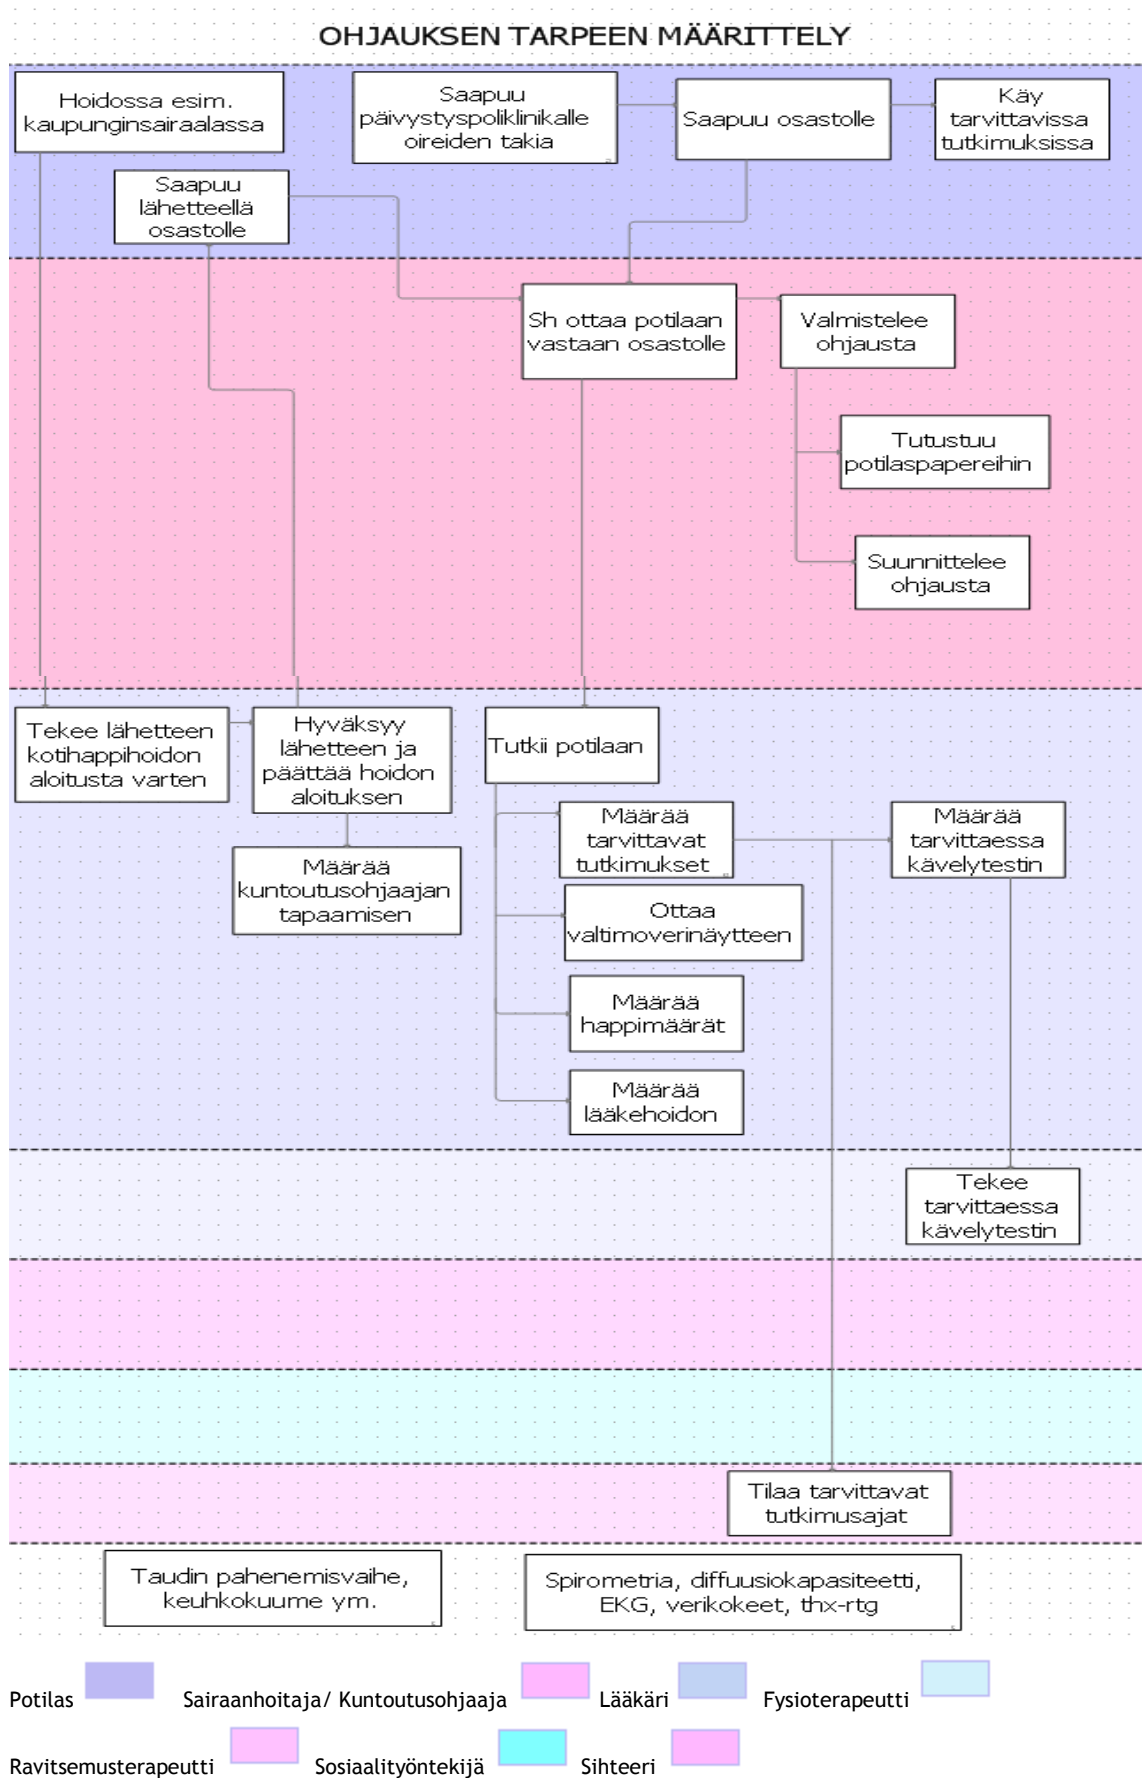 OHJAUKSEN TARPEEN MÄÄRITTELY
Hoidossa esim.
kaupunginsairaalassa
Saapuu
päivystyspoliklinikalle
oireiden takia
Saapuu osastolle
Käy
tarvittavissa
tutkimuksissa
Saapuu
lähetteellä
osastolle
Sh ottaa potilaan
vastaan osastolle
Valmistelee
ohjausta
Tutustuu
potilaspapereihin
Suunnittelee
ohjausta
Tekee lähetteen
kotihappihoidon
aloitusta varten
Hyväksyy
lähetteen ja
päättää hoidon
aloituksen
Tutkii potilaan
Määrää
tarvittavat
tutkimukset
Määrää
tarvittaessa
kävelytestin
Määrää
kuntoutusohjaajan
tapaamisen
Ottaa
valtimoverinäytteen
Määrää
happimäärät
Määrää
lääkehoidon
Tekee
tarvittaessa
kävelytestin
Tilaa tarvittavat
tutkimusajat
Taudin pahenemisvaihe,
keuhkokuume ym.
Spirometria, diffuusiokapasiteetti,
EKG, verikokeet, thx-rtg
Potilas Sairaanhoitaja/ Kuntoutusohjaaja Lääkäri Fysioterapeutti
Ravitsemusterapeutti Sosiaalityöntekijä Sihteeri